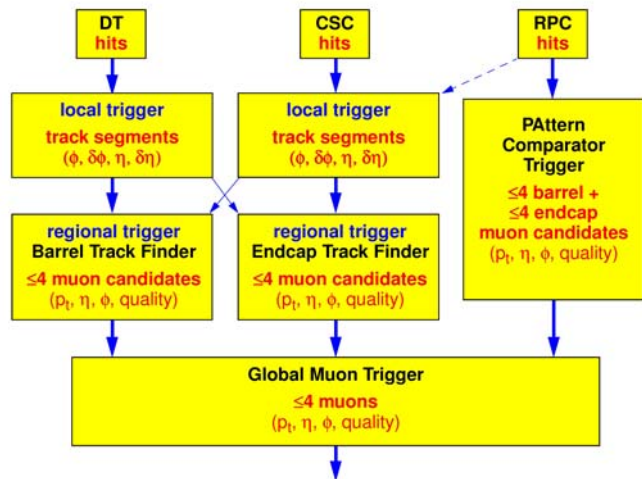 DT
hits
CSC
hits
RPC
hits
local trigger
track segments
(ϕ, δϕ, η, δη)
local trigger
track segments
(ϕ, δϕ, η, δη)
PAttern
Comparator
Trigger
≤4 barrel +
≤4 endcap
muon candidates
(pt, η, ϕ, quality)
regional trigger
Barrel Track Finder
≤4 muon candidates
(pt, η, ϕ, quality)
regional trigger
Endcap Track Finder
≤4 muon candidates
(pt, η, ϕ, quality)
Global Muon Trigger
≤4 muons
(pt, η, ϕ, quality)